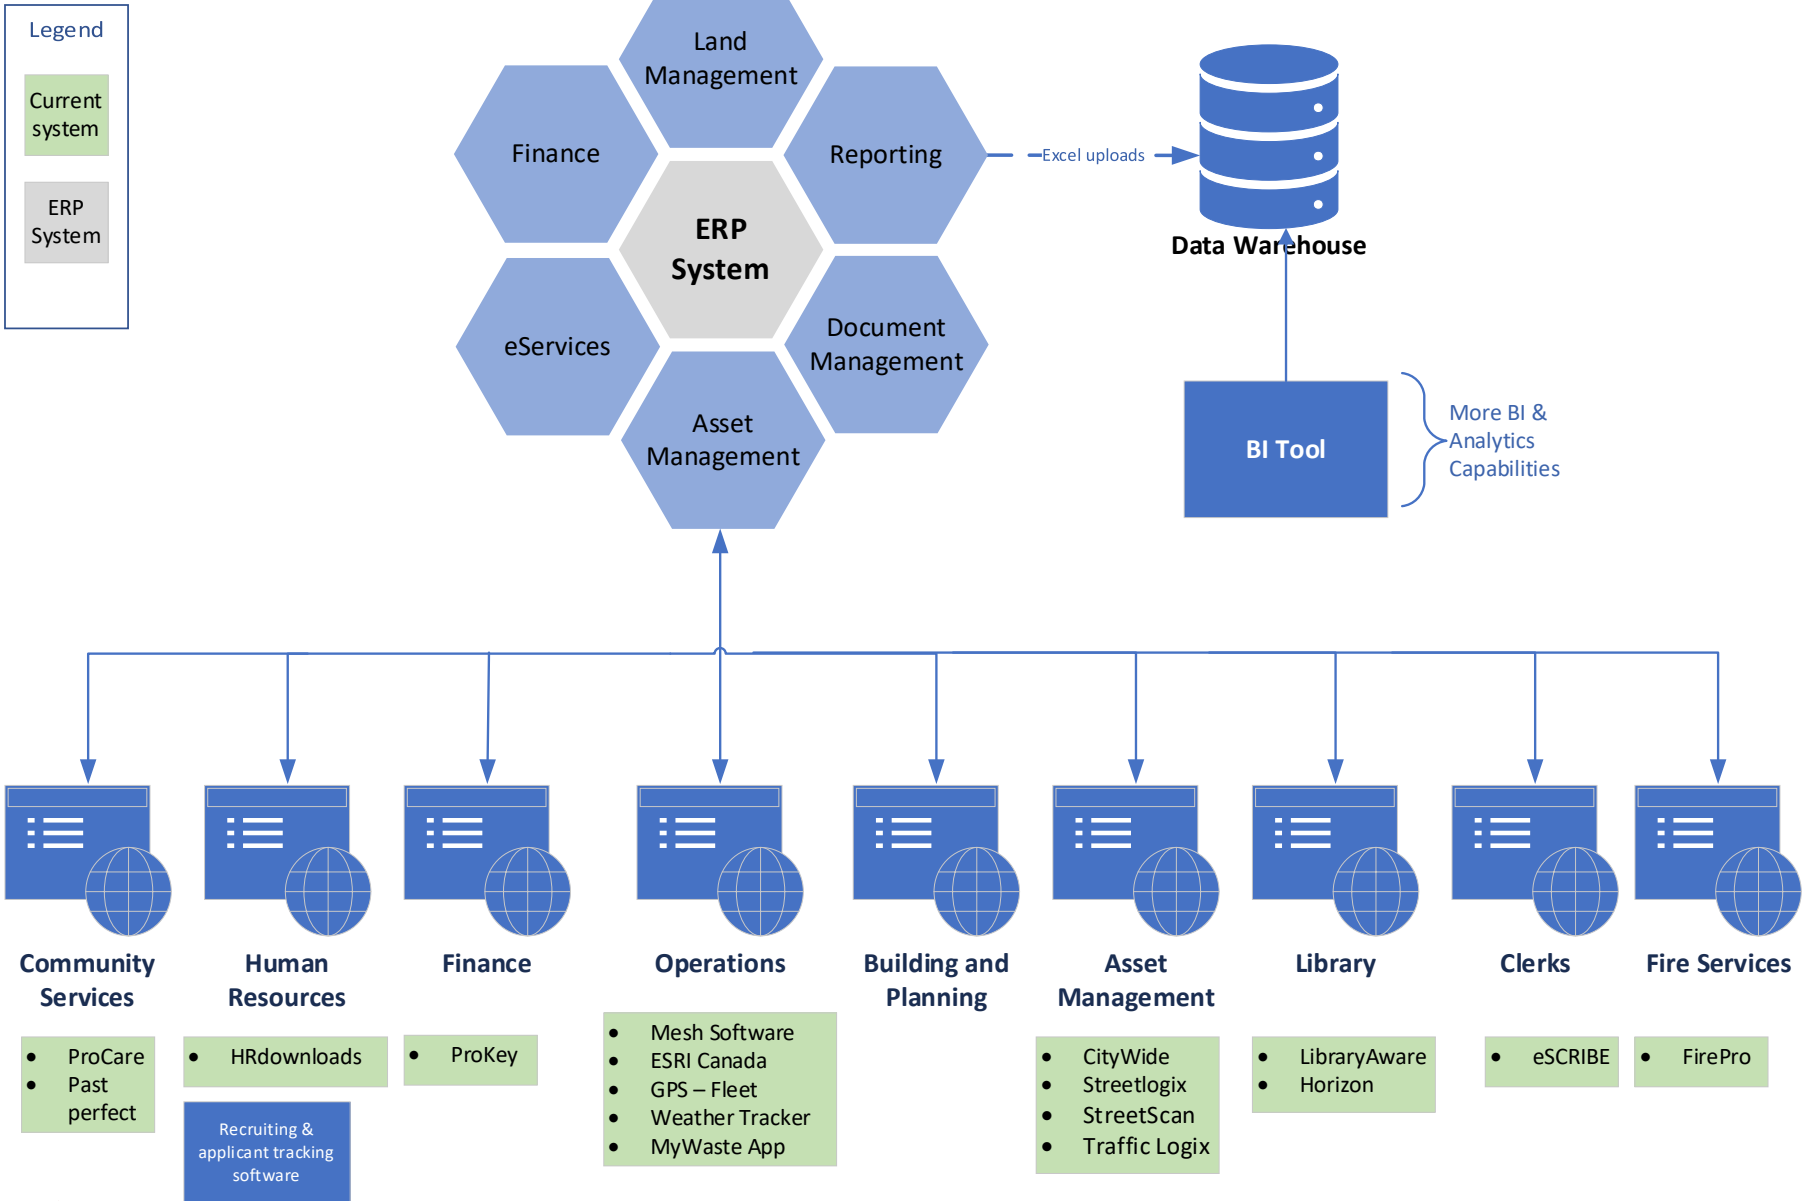 Legend
Current
system
ERP
System
Land
Management
Finance
Reporting
ERP
System
eServices
Document
Management
Asset
Management
Excel uploads
Data Warehouse
BI Tool
More BI &
Analytics
Capabilities
Community
Services
Human
Resources
Finance
Operations
Building and
Planning
Asset
Management
Library
Clerks
Fire Services
• ProCare
• Past
perfect
• HRdownloads
Recruiting &
applicant tracking
software
• ProKey
• Mesh Software
• ESRI Canada
• GPS – Fleet
• Weather Tracker
• MyWaste App
• CityWide
• Streetlogix
• StreetScan
• Traffic Logix
• LibraryAware
• Horizon
• eSCRIBE
• FirePro